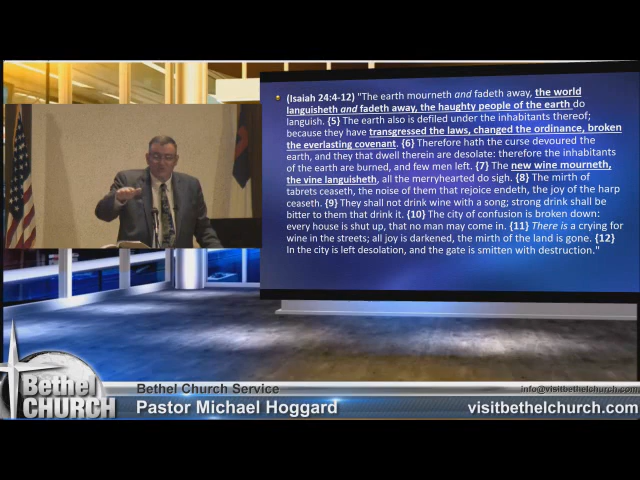 (Isaiah 24:4-12) "The earth mourneth and fadeth away, the world
languisheth and fadeth away, the haughty people of the earth do
languish. {5} The earth also is defiled under the inhabitants thereof;
because they have transgressed the laws, changed the ordinance, broken
the everlasting covenant. {6} Therefore hath the curse devoured the
earth, and they that dwell therein are desolate: therefore the inhabitants
of the earth are burned, and few men left. {7} The new wine mourneth,
the vine languisheth, all the merryhearted do sigh. {8} The mirth of
tabrets ceaseth, the noise of them that rejoice endeth, the joy of the harp
ceaseth. {9} They shall not drink wine with a song; strong drink shall be
bitter to them that drink it. {10} The city of confusion is broken down:
every house is shut up, that no man may come in. {11} There is a crying for
wine in the streets; all joy is darkened, the mirth of the land is gone. {12}
In the city is left desolation, and the gate is smitten with destruction."
Bethel
CHURCH
Bethel Church Service
Pastor Michael Hoggard
info@visitbethelchurch.com
visitbethelchurch.com